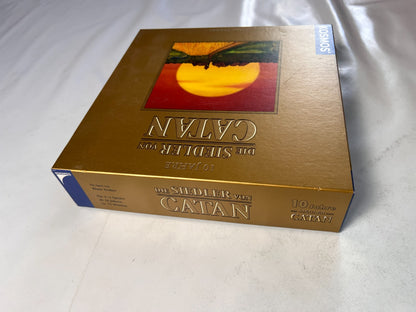 KOSMOS
10 JAHRE
DIE SIEDLER VON
CATAN
DIE SIEDLER VON
CATAN
10 Jahre
CATAN